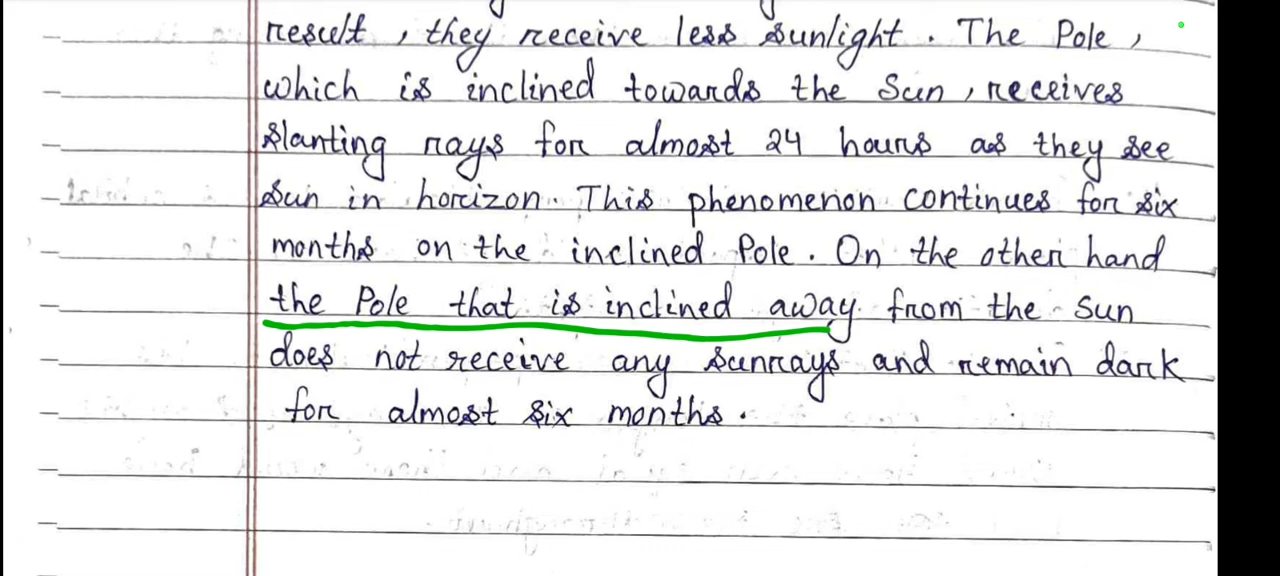 result, they receive less sunlight. The Pole,
which is inclined towards the Sun, receives
slanting rays for almost 24 hours as they see
Sun in horizon. This phenomenon continues for six
months on the inclined Pole. On the other hand
the Pole that is inclined away from the Sun
does not receive any sunrays and remain dark
for almost six months.